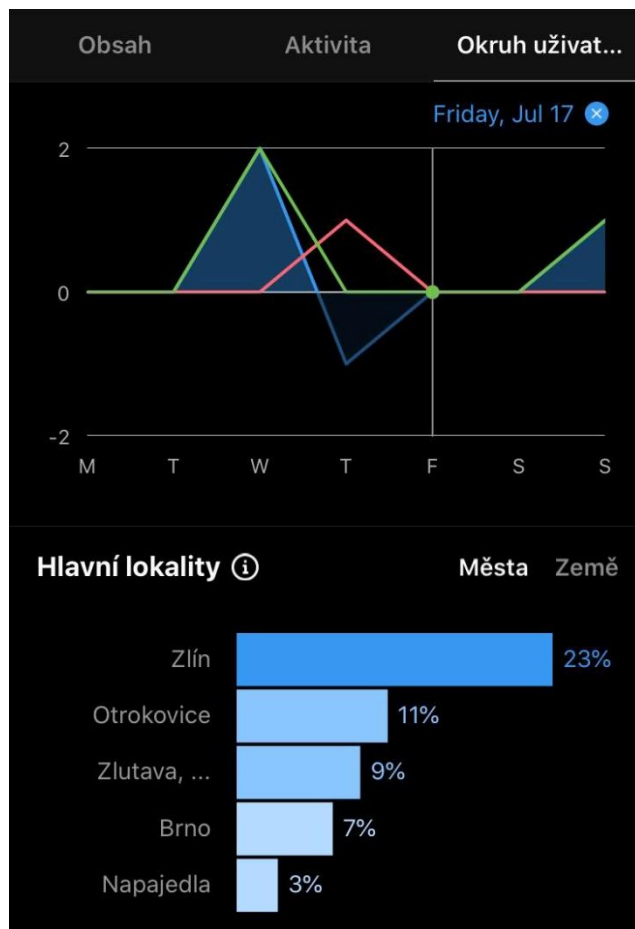 Obsah Aktivita Okruh uživat...
Friday, Jul 17
2
0
-2
M T W T F S S
Hlavní lokality Města Země
Zlín 23%
Otrokovice 11%
Zlutava, ... 9%
Brno 7%
Napajedla 3%